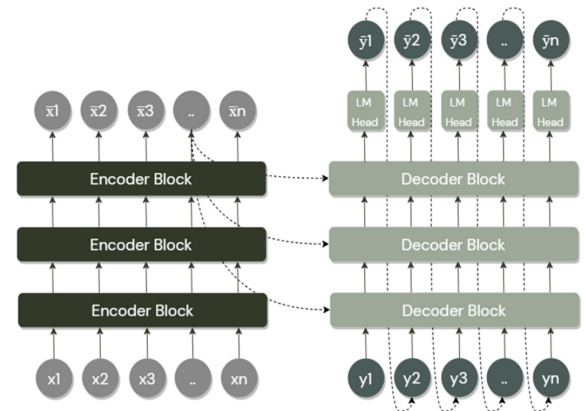 ȳ1 ȳ2 ȳ3 .. ȳn
x̄1 x̄2 x̄3 .. x̄n
LM Head LM Head LM Head LM Head LM Head
Encoder Block Decoder Block
Encoder Block Decoder Block
Encoder Block Decoder Block
x1 x2 x3 .. xn y1 y2 y3 .. yn